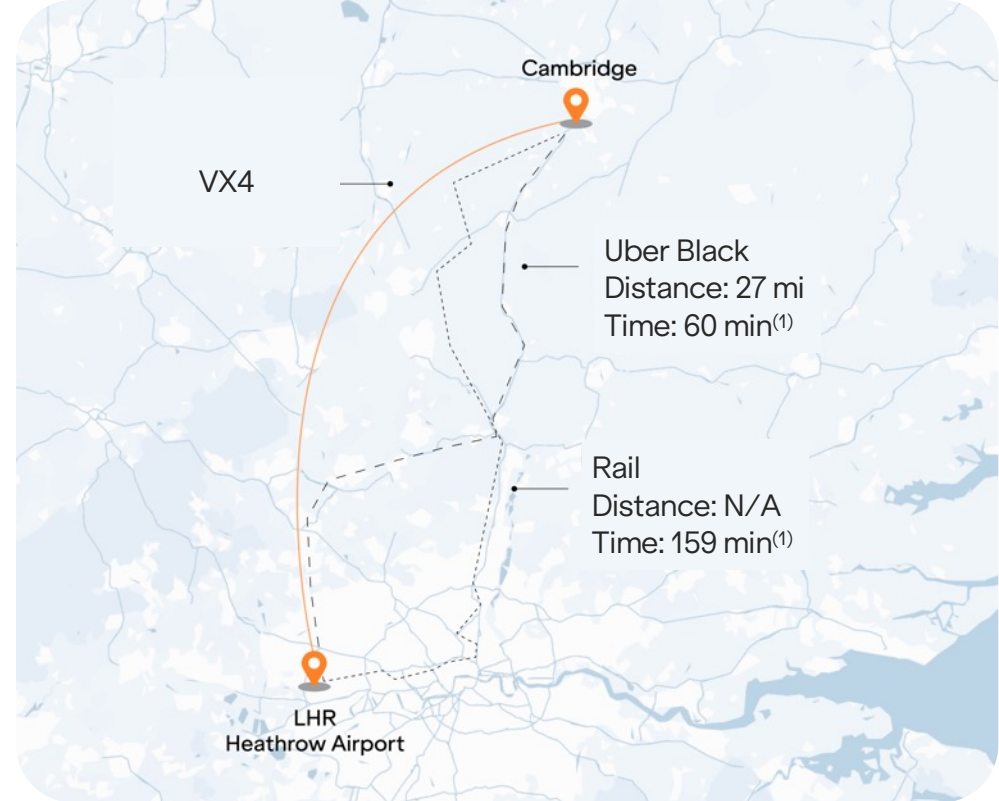 Cambridge
VX4
Uber Black
Distance: 27 mi
Time: 60 min(1)
Rail
Distance: N/A
Time: 159 min(1)
LHR
Heathrow Airport